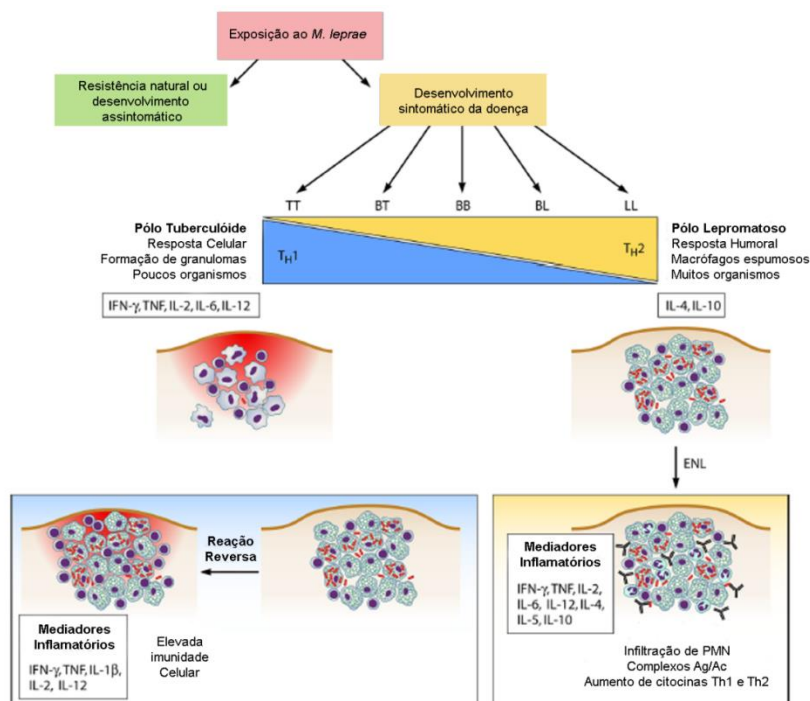 Exposição ao M. leprae
Resistência natural ou
desenvolvimento
assintomático
Desenvolvimento
sintomático da doença
TT
BT
BB
BL
LL
Pólo Tuberculóide
Resposta Celular
Formação de granulomas
Poucos organismos
TH1
TH2
Pólo Lepromatoso
Resposta Humoral
Macrófagos espumosos
Muitos organismos
IFN-γ, TNF, IL-2, IL-6, IL-12
IL-4, IL-10
ENL
Reação
Reversa
Mediadores
Inflamatórios
IFN-γ, TNF, IL-1β,
IL-2, IL-12
Elevada
imunidade
Celular
Mediadores
Inflamatórios
IFN-γ, TNF, IL-2,
IL-6, IL-12, IL-4,
IL-5, IL-10
Infiltração de PMN
Complexos Ag/Ac
Aumento de citocinas Th1 e Th2